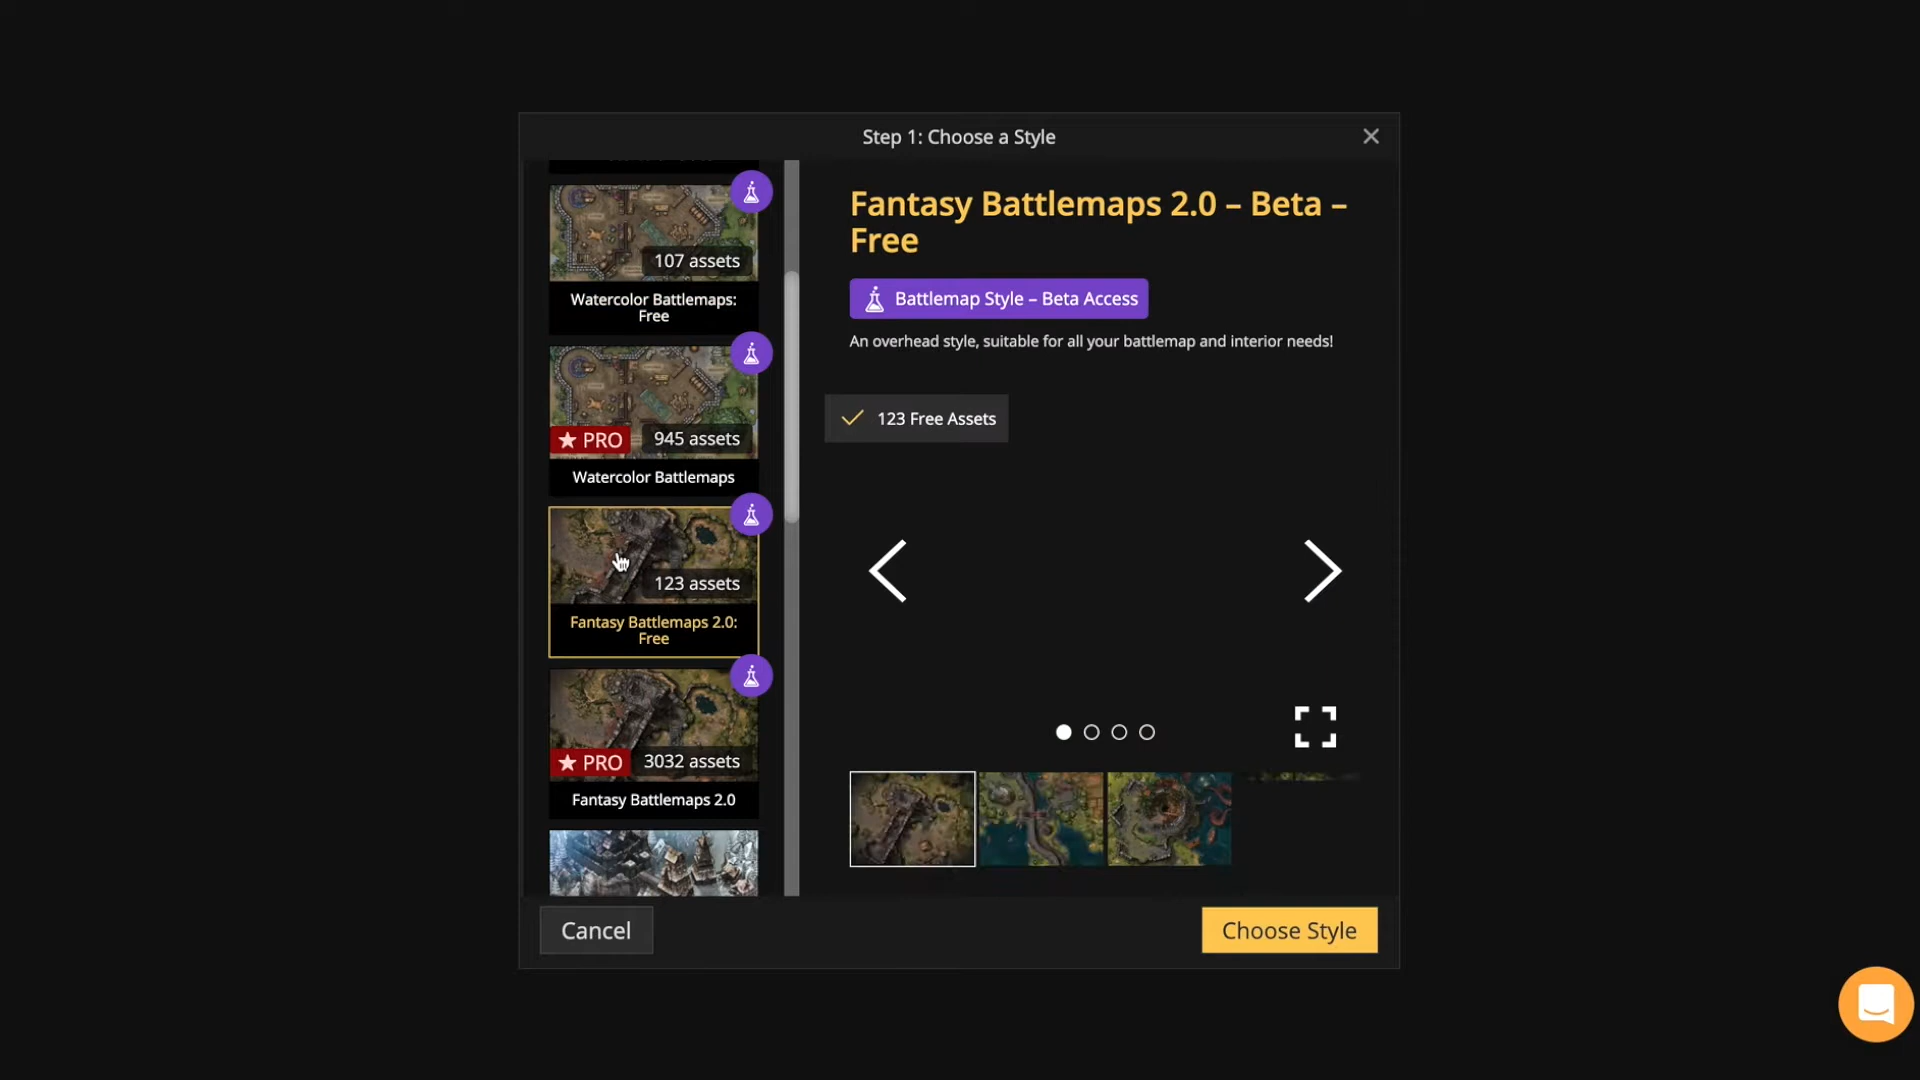 Step 1: Choose a Style
107 assets
Watercolor Battlemaps:
Free
PRO
945 assets
Watercolor Battlemaps
123 assets
Fantasy Battlemaps 2.0:
Free
PRO
3032 assets
Fantasy Battlemaps 2.0
Fantasy Battlemaps 2.0 – Beta –
Free
Battlemap Style – Beta Access
An overhead style, suitable for all your battlemap and interior needs!
123 Free Assets
Cancel
Choose Style